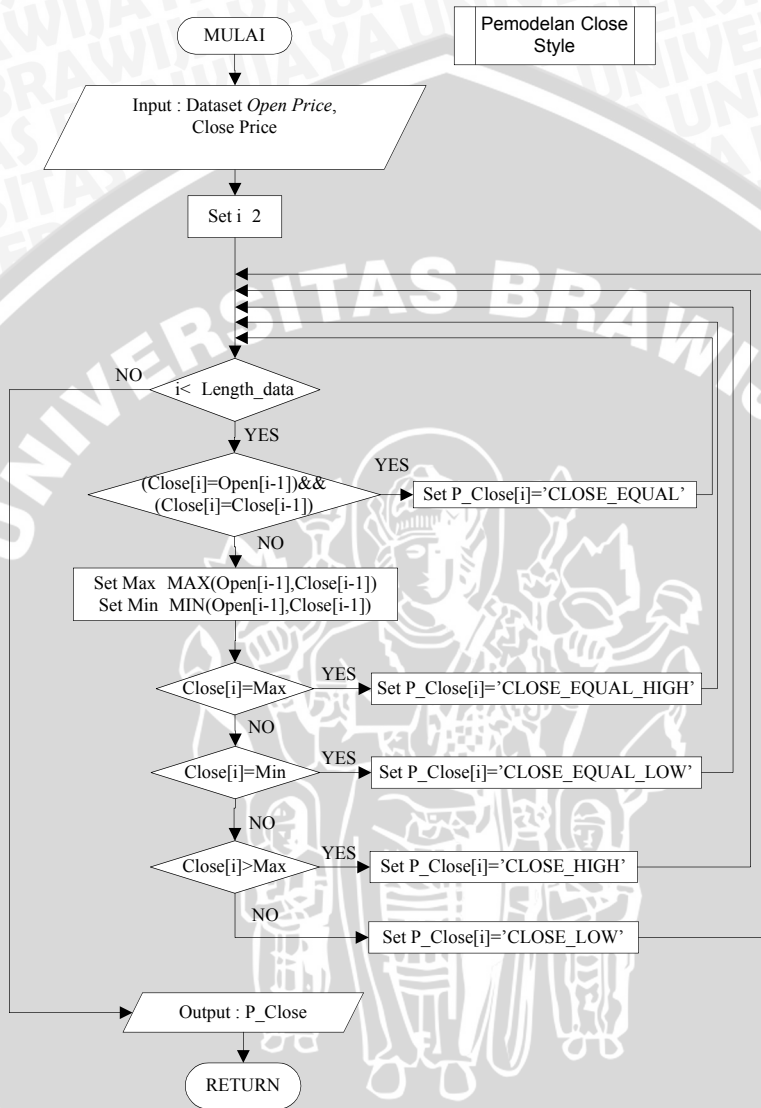 MULAI
Pemodelan Close
Style
Input : Dataset Open Price,
Close Price
Set i 2
UNIVERSITAS BRAWIJ
NO
i< Length_data
YES
(Close[i]=Open[i-1])&&
(Close[i]=Close[i-1])
YES
Set P_Close[i]='CLOSE_EQUAL'
NO
Set Max MAX(Open[i-1],Close[i-1])
Set Min MIN(Open[i-1],Close[i-1])
Close[i]=Max
YES
Set P_Close[i]='CLOSE_EQUAL_HIGH'
NO
Close[i]=Min
YES
Set P_Close[i]='CLOSE_EQUAL_LOW'
NO
Close[i]>Max
YES
Set P_Close[i]='CLOSE_HIGH'
NO
Set P_Close[i]='CLOSE_LOW'
Output : P_Close
RETURN